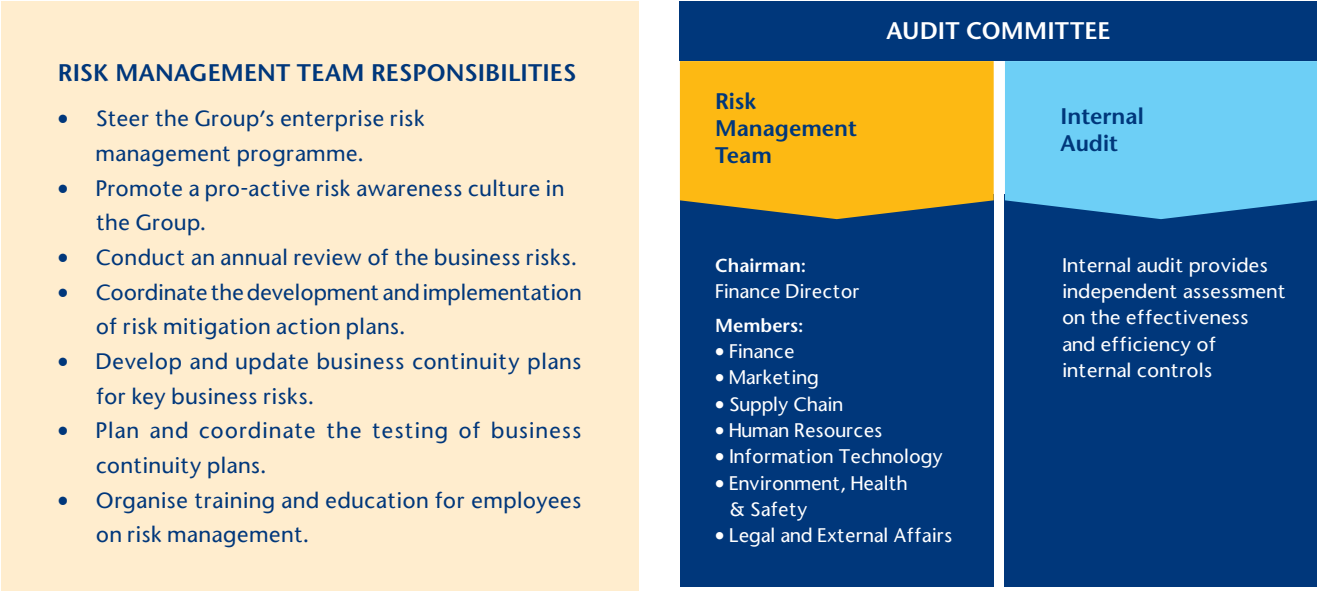 RISK MANAGEMENT TEAM RESPONSIBILITIES
• Steer the Group's enterprise risk
management programme.
• Promote a pro-active risk awareness culture in
the Group.
• Conduct an annual review of the business risks.
• Coordinate the development and implementation
of risk mitigation action plans.
• Develop and update business continuity plans
for key business risks.
• Plan and coordinate the testing of business
continuity plans.
• Organise training and education for employees
on risk management.
AUDIT COMMITTEE
Risk
Management
Team
Chairman:
Finance Director
Members:
• Finance
• Marketing
• Supply Chain
• Human Resources
• Information Technology
• Environment, Health
& Safety
• Legal and External Affairs
Internal
Audit
Internal audit provides
independent assessment
on the effectiveness
and efficiency of
internal controls